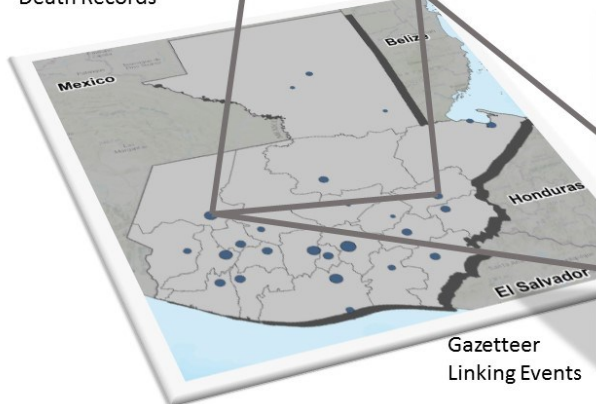 Death Records
Belize
Mexico
Honduras
El Salvador
Gazetteer
Linking Events